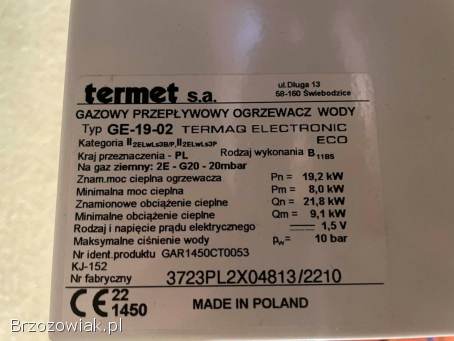 termet s.a.
ul.Długa 13
58-160 Świebodzice
GAZOWY PRZEPŁYWOWY OGRZEWACZ WODY
Typ GE-19-02 TERMAQ ELECTRONIC ECO
Kategoria II2ELwLs3B/P,II2ELwLs3P Rodzaj wykonania B11BS
Kraj przeznaczenia - PL
Na gaz ziemny: 2E - G20 - 20mbar
Znam.moc cieplna ogrzewacza Pn = 19,2 kW
Minimalna moc cieplna Pm = 8,0 kW
Znamionowe obciążenie cieplne Qn = 21,8 kW
Minimalne obciążenie cieplne Qm = 9,1 kW
Rodzaj i napięcie prądu elektrycznego 1,5 V
Maksymalne ciśnienie wody pw= 10 bar
Nr ident.produktu GAR1450CT0053
KJ-152
Nr fabryczny 3723PL2X04813/2210
CE 22
1450
MADE IN POLAND
Brzozowiak.pl